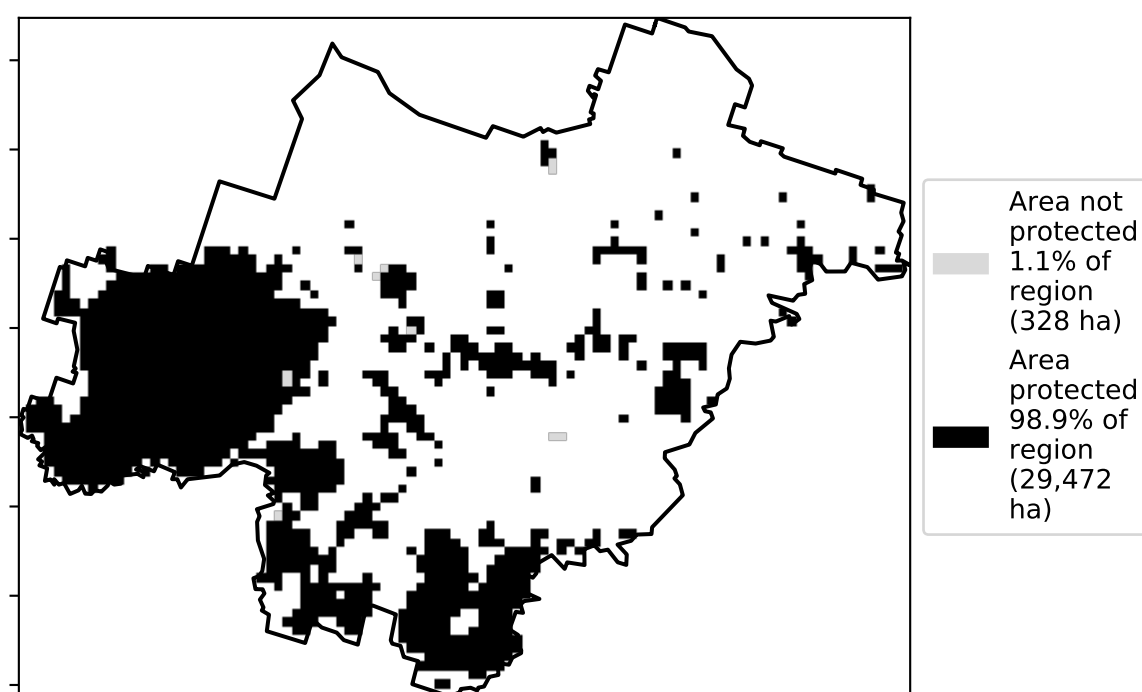 Area not
protected
1.1% of
region
(328 ha)
Area
protected
98.9% of
region
(29,472
ha)